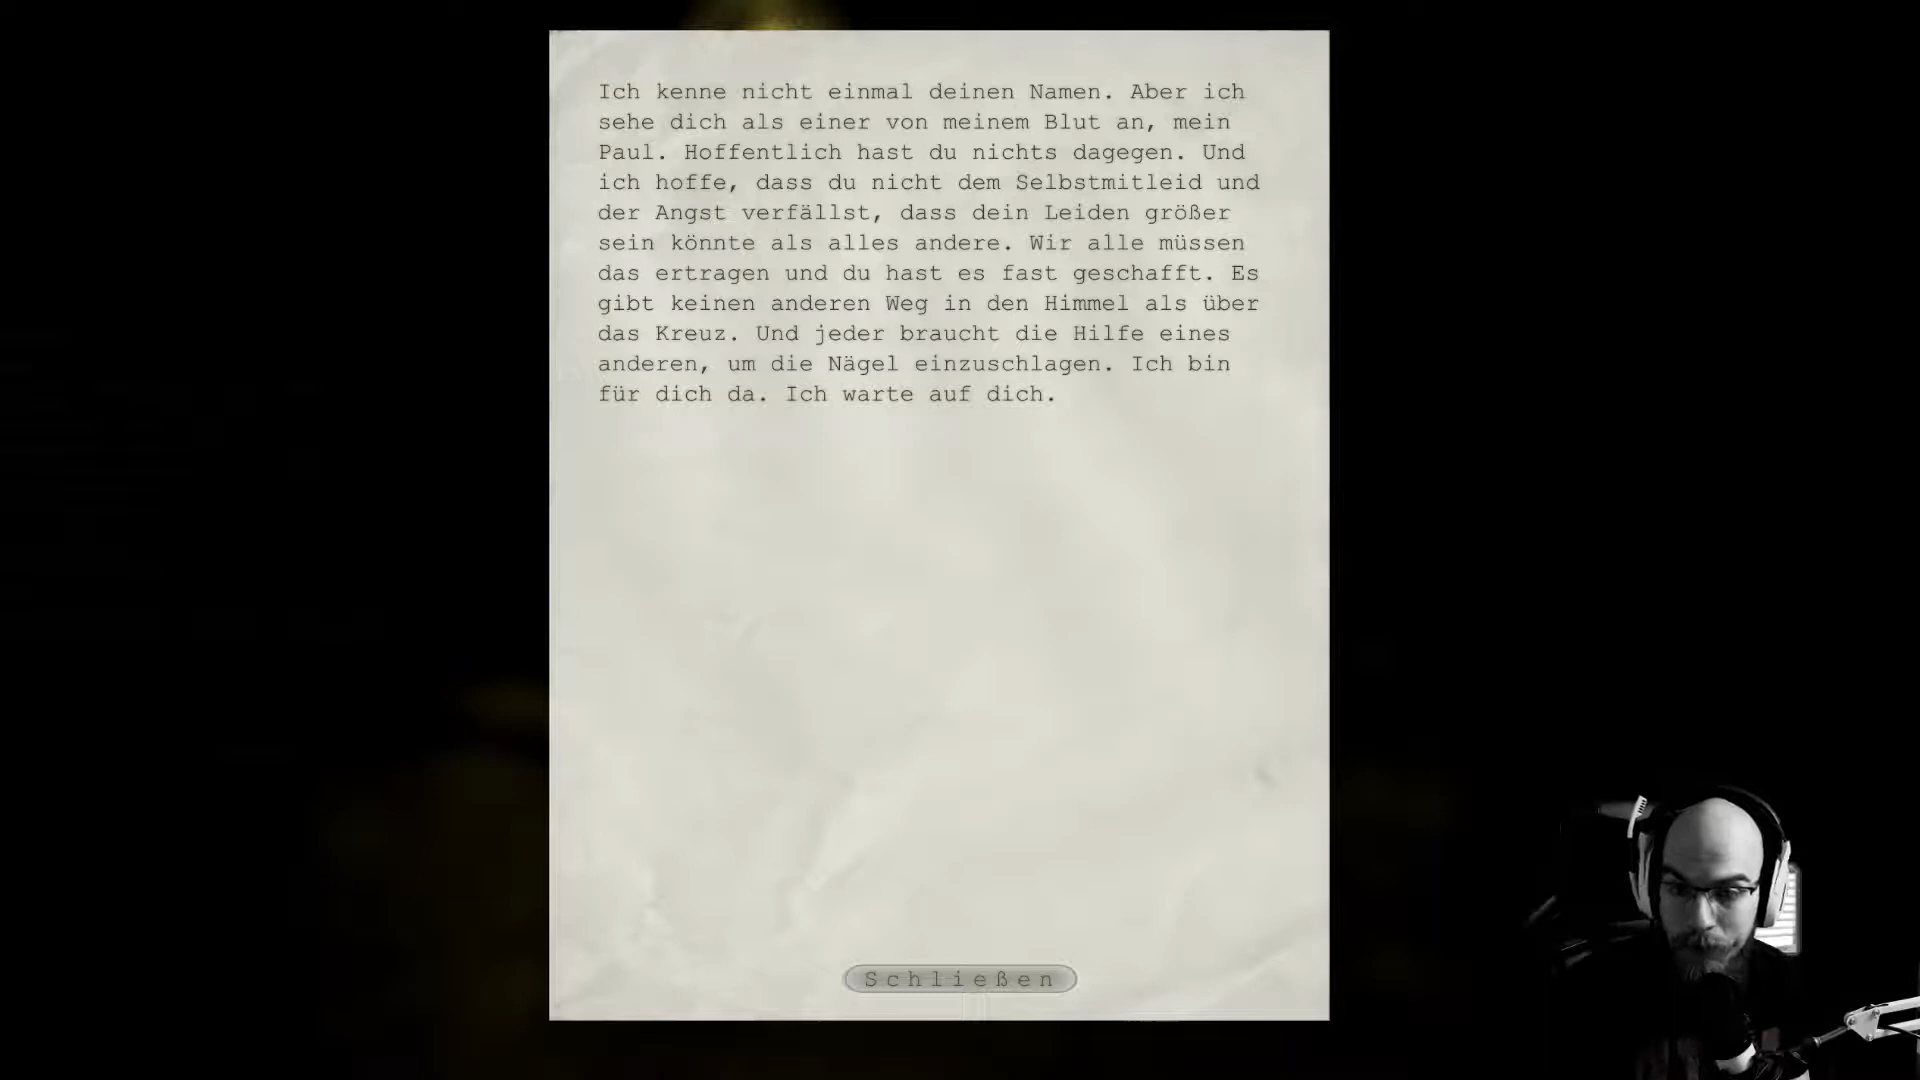 Ich kenne nicht einmal deinen Namen. Aber ich
sehe dich als einer von meinem Blut an, mein
Paul. Hoffentlich hast du nichts dagegen. Und
ich hoffe, dass du nicht dem Selbstmitleid und
der Angst verfällst, dass dein Leiden größer
sein könnte als alles andere. Wir alle müssen
das ertragen und du hast es fast geschafft. Es
gibt keinen anderen Weg in den Himmel als über
das Kreuz. Und jeder braucht die Hilfe eines
anderen, um die Nägel einzuschlagen. Ich bin
für dich da. Ich warte auf dich.
Schließen